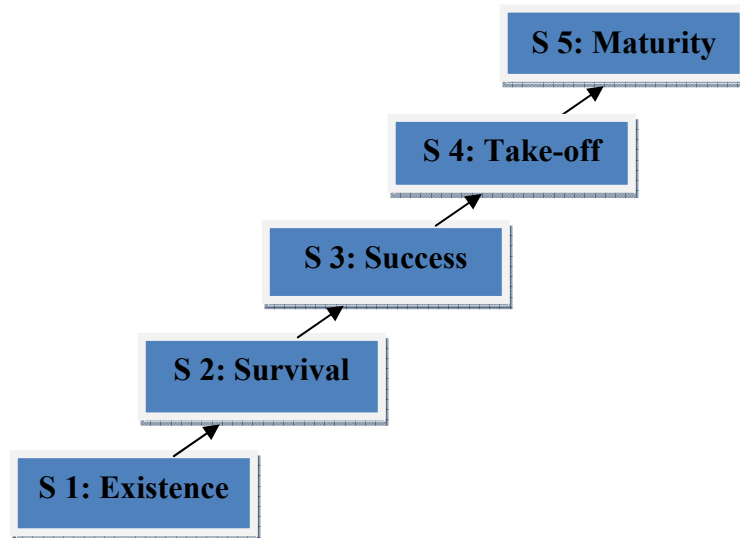 S 5: Maturity
S 4: Take-off
S 3: Success
S 2: Survival
S 1: Existence